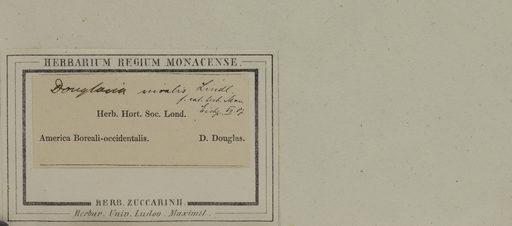 HERBARIUM REGIUM MONACENSE.
Douglasia nivalis Lindl.
Herb. Hort. Soc. Lond.
America Boreali-occidentalis. D. Douglas.
HERB. ZUCCARINII.
Herbar. Univ. Ludov. Maximil.